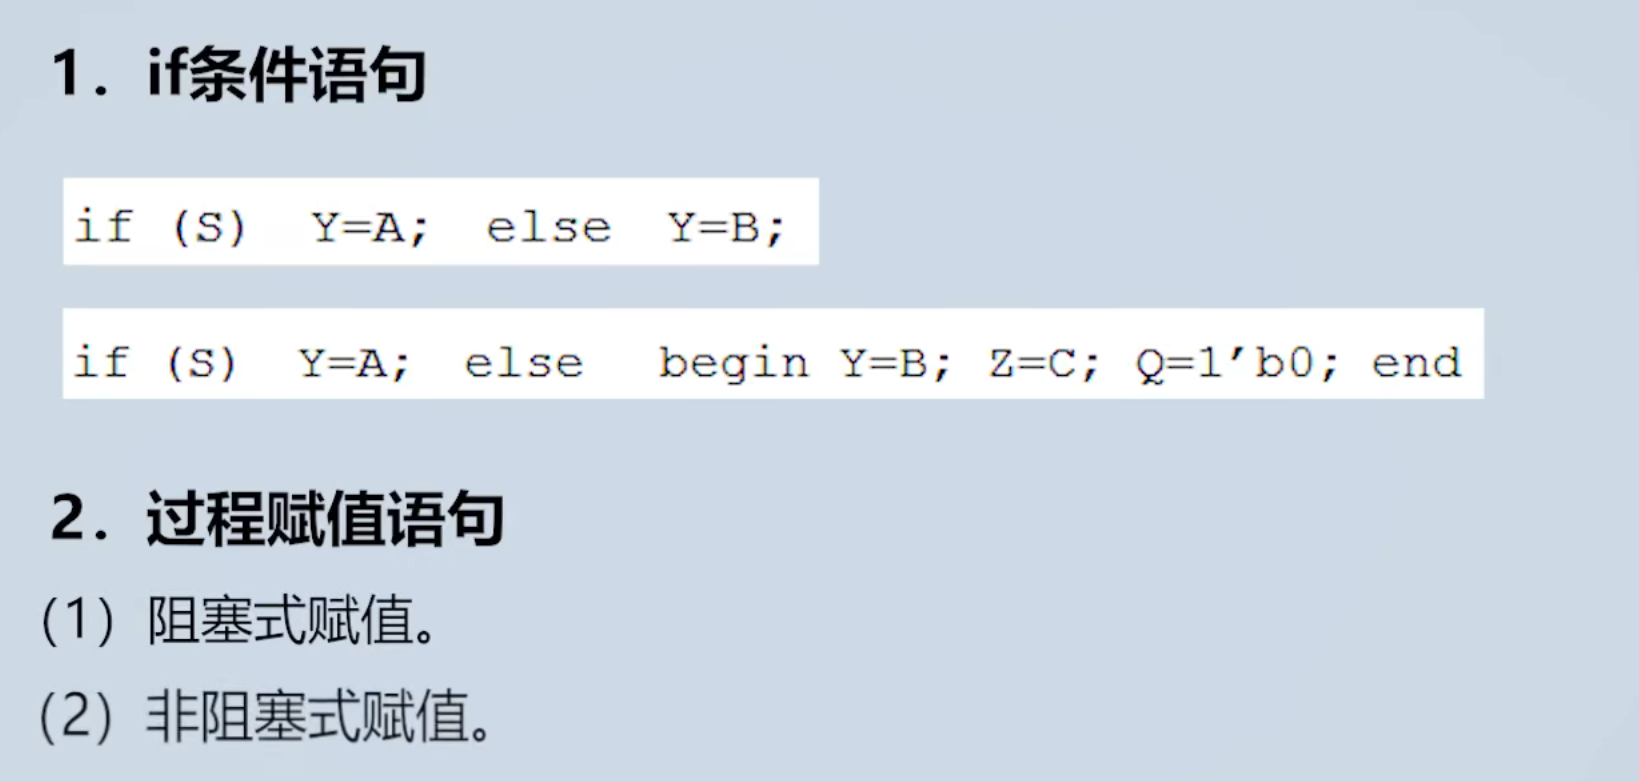 1. if条件语句
if (S) Y=A; else Y=B;
if (S) Y=A; else begin Y=B; Z=C; Q=1’b0; end
2. 过程赋值语句
(1) 阻塞式赋值。
(2) 非阻塞式赋值。